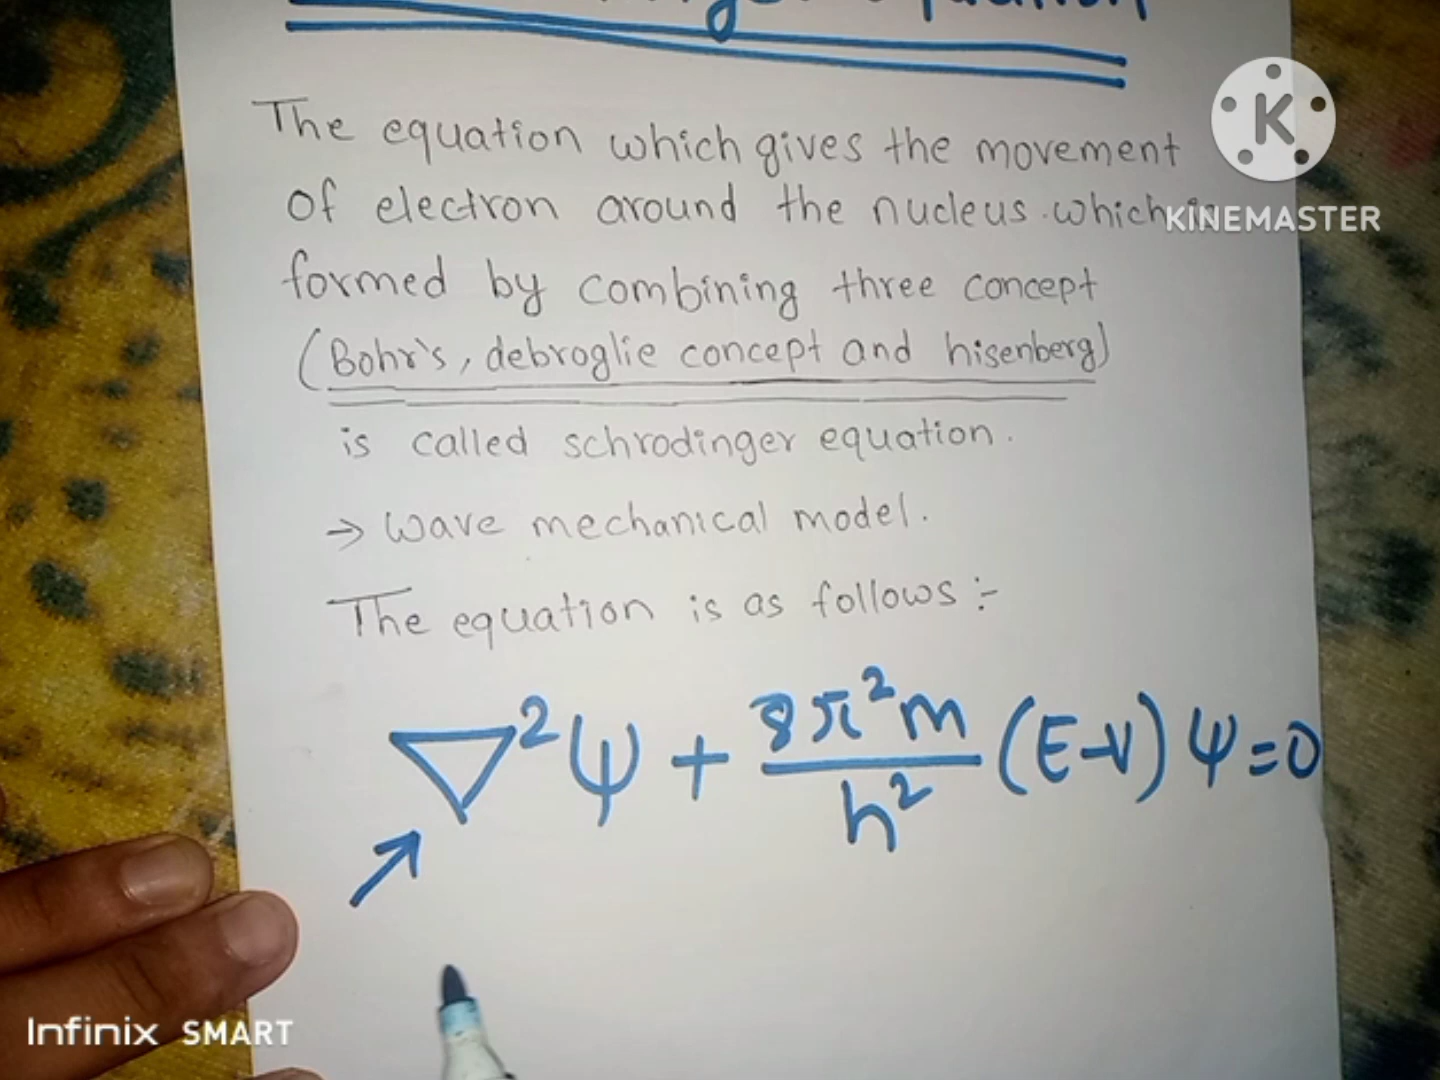 equation
The equation which gives the movement
of electron around the nucleus. which is
formed by combining three concept
(Bohr's, debroglie concept and hisenberg)
is called schrodinger equation.
→ wave mechanical model.
The equation is as follows :-
▽²ψ + 8π²m/h² (E-V) ψ = 0
K
KINEMASTER
Infinix SMART